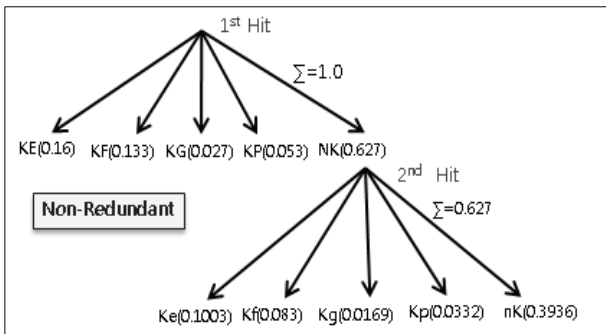 1st Hit
∑=1.0
KE(0.16) KF(0.133) KG(0.027) KP(0.053) NK(0.627)
2nd Hit
Non-Redundant
∑=0.627
Ke(0.1003) Kf(0.083) Kg(0.0169) Kp(0.0332) nK(0.3936)